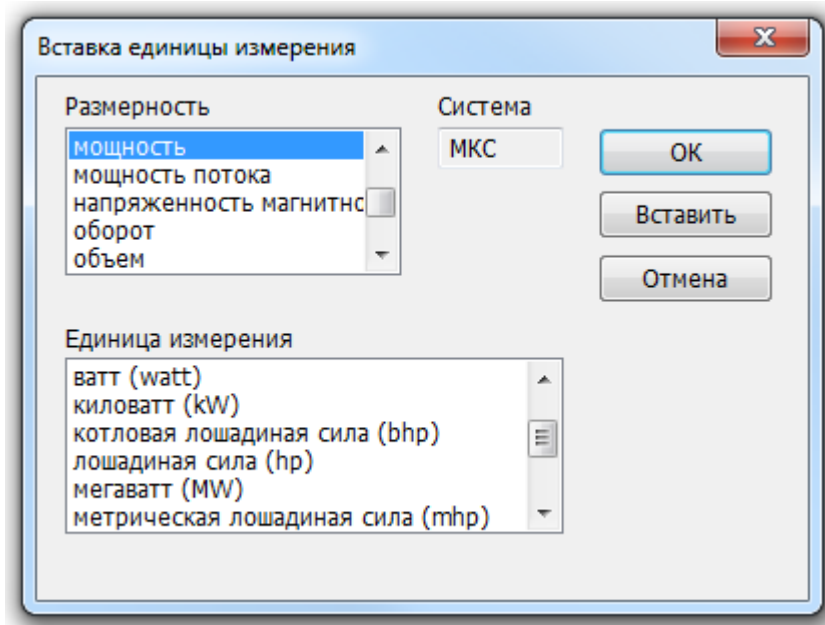 Вставка единицы измерения
Размерность
Система
мощность
мощность потока
напряженность магнитнс
оборот
объем
МКС
ОК
Вставить
Отмена
Единица измерения
ватт (watt)
киловатт (kW)
котловая лошадиная сила (bhp)
лошадиная сила (hp)
мегаватт (MW)
метрическая лошадиная сила (mhp)